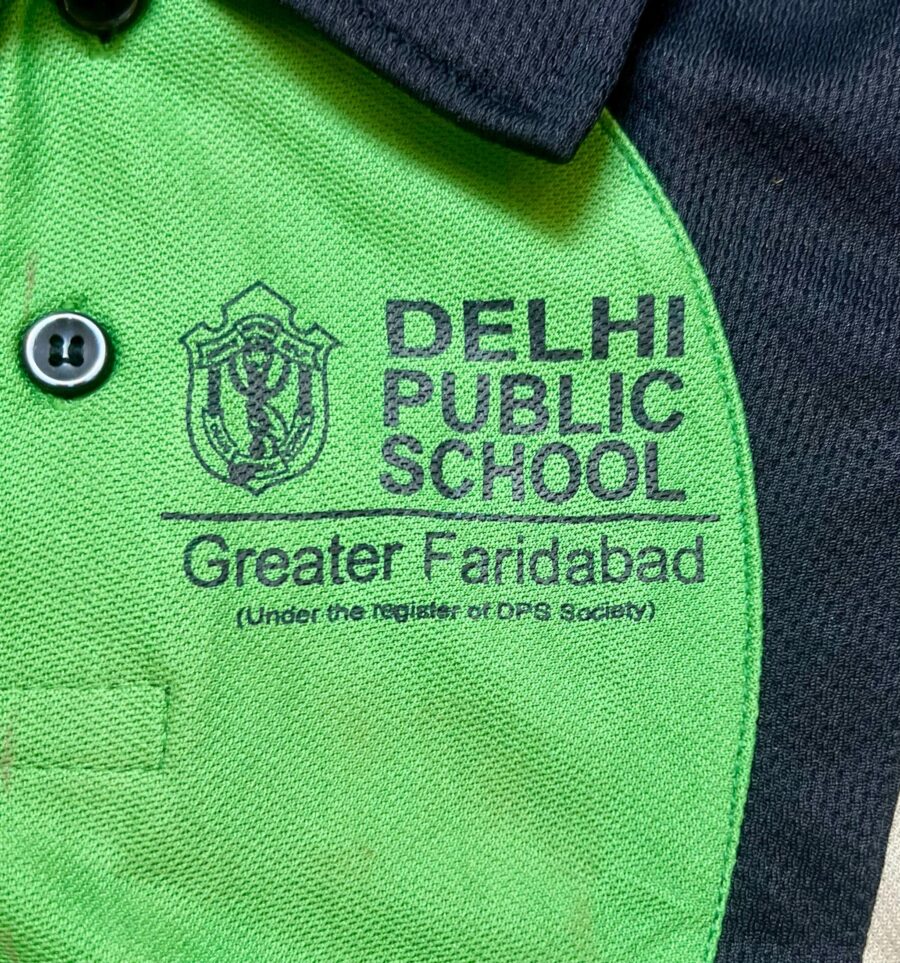 DELHI
PUBLIC
SCHOOL
Greater Faridabad
(Under the register of DPS Society)